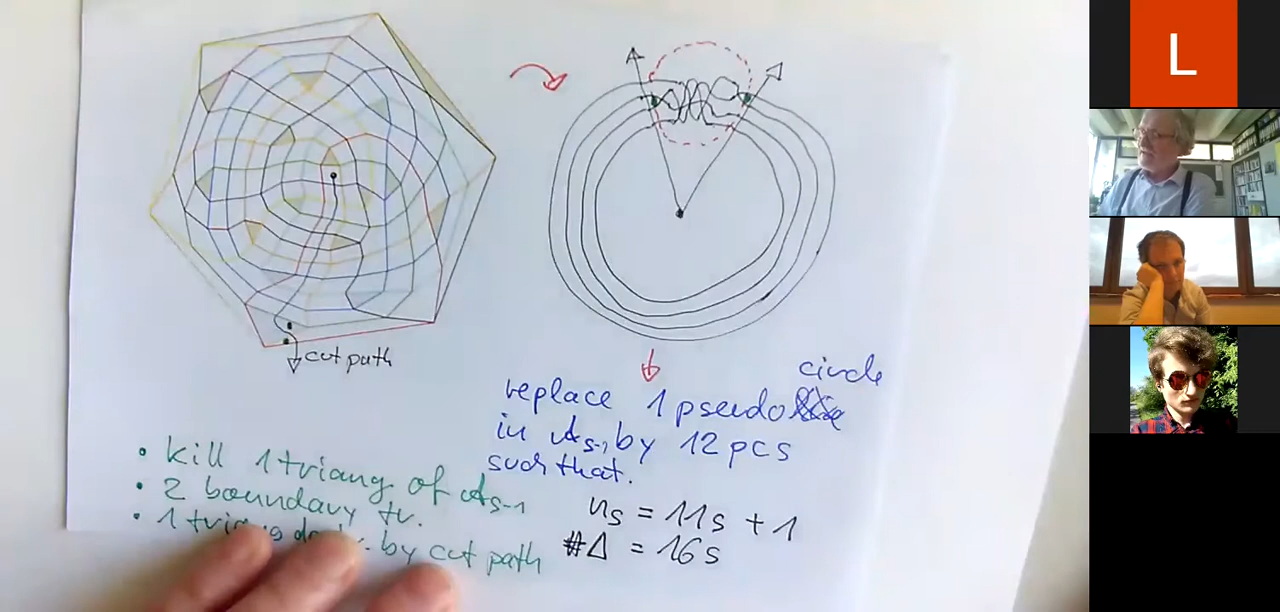 L
cut path
circle
replace 1 pseudo
in As-1 by 12 pcs
such that.
• kill 1 triang of As-1
• 2 boundary tr.
• 1 by cut path
ns = 11s + 1
#Δ = 16s